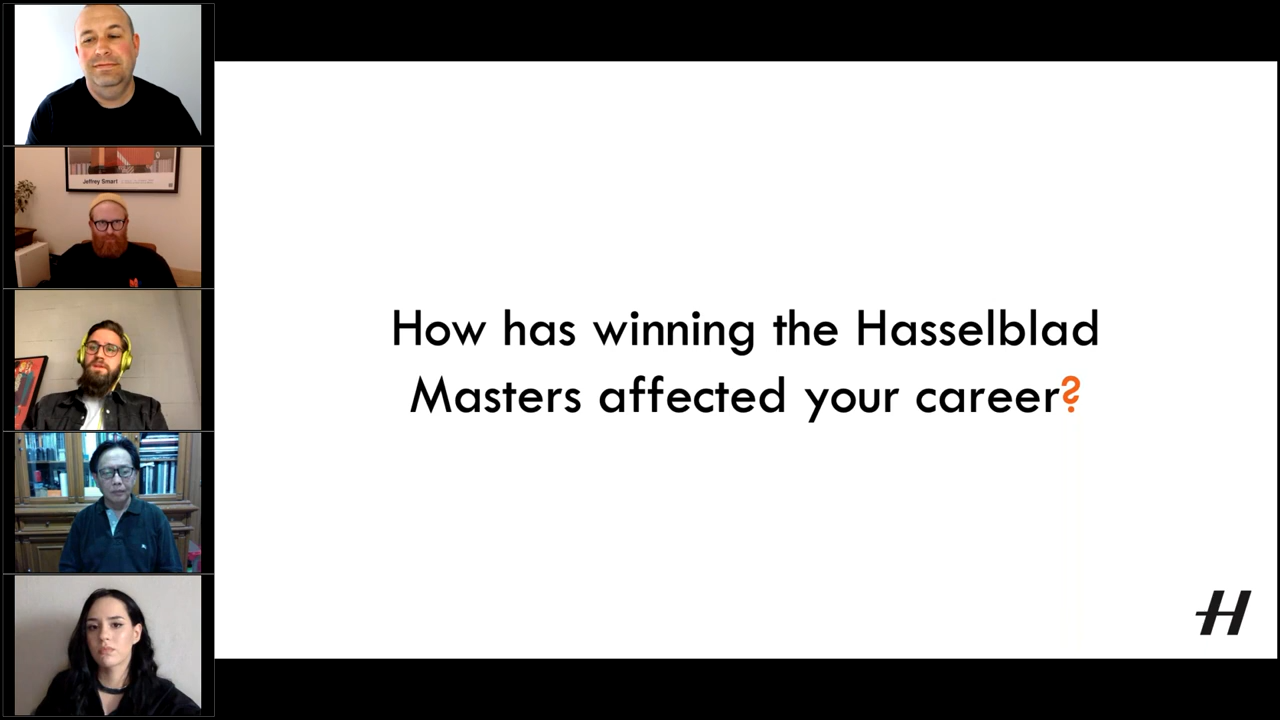 Jeffrey Smart
How has winning the Hasselblad
Masters affected your career?
H